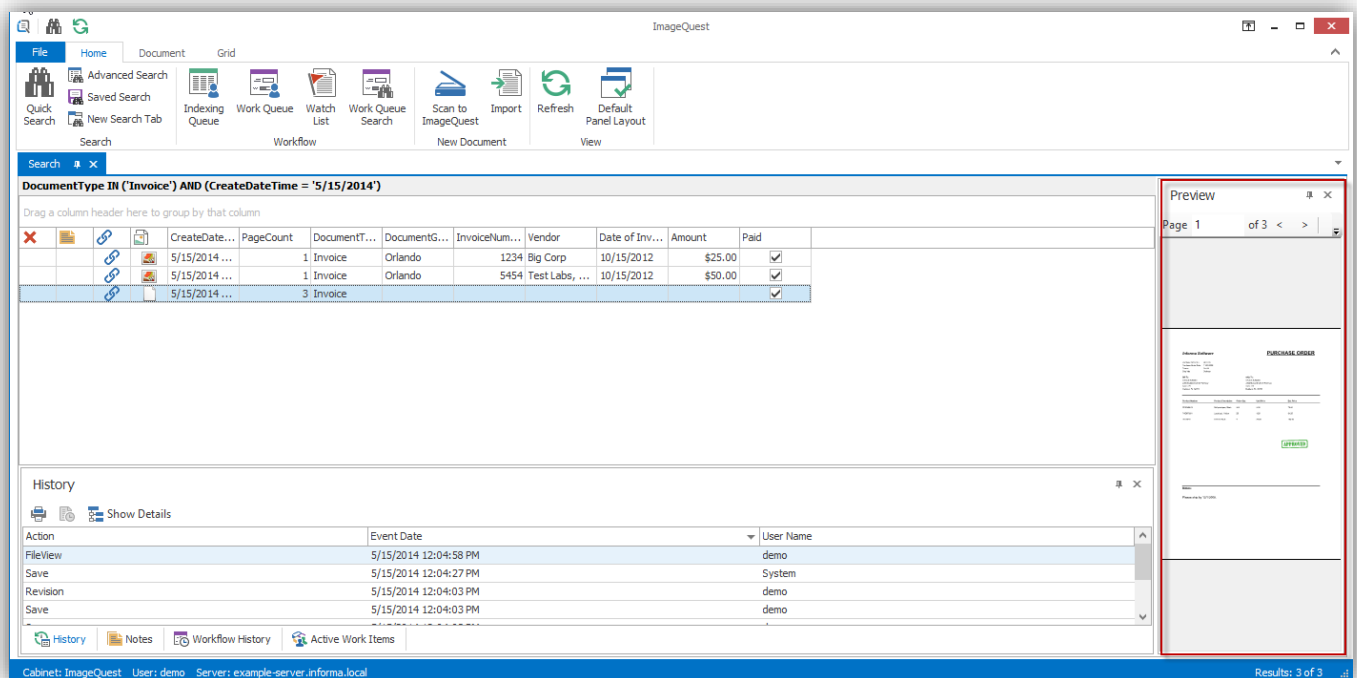 ImageQuest
File Home Document Grid
Quick Search
Advanced Search
Saved Search
New Search Tab
Indexing Queue
Work Queue
Watch List
Work Queue Search
Scan to ImageQuest
Import
Refresh
Default Panel Layout
Search Workflow New Document View
Search
DocumentType IN ('Invoice') AND (CreateDateTime = '5/15/2014')
Drag a column header here to group by that column
CreateDate... PageCount DocumentT... DocumentG... InvoiceNum... Vendor Date of Inv... Amount Paid
5/15/2014 ... 1 Invoice Orlando 1234 Big Corp 10/15/2012 $25.00
5/15/2014 ... 1 Invoice Orlando 5454 Test Labs, ... 10/15/2012 $50.00
5/15/2014 ... 3 Invoice
Preview
Page 1 of 3 < >
PURCHASE ORDER
History
Show Details
Action Event Date User Name
FileView 5/15/2014 12:04:58 PM demo
Save 5/15/2014 12:04:27 PM System
Revision 5/15/2014 12:04:03 PM demo
Save 5/15/2014 12:04:03 PM demo
History Notes Workflow History Active Work Items
Cabinet: ImageQuest User: demo Server: example-server.informa.local Results: 3 of 3